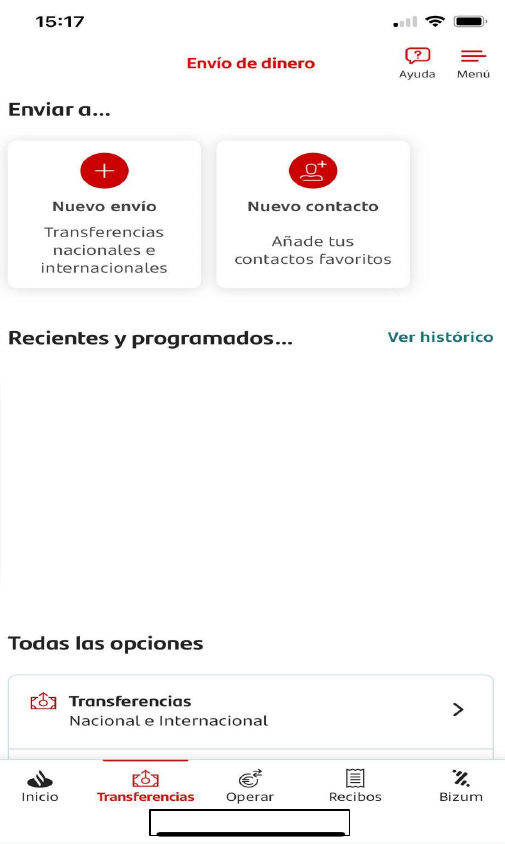 15:17
Envío de dinero
Ayuda
Menú
Enviar a...
Nuevo envío
Transferencias
nacionales e
internacionales
Nuevo contacto
Añade tus
contactos favoritos
Recientes y programados...
Ver histórico
Todas las opciones
Transferencias
Nacional e Internacional
Inicio
Transferencias
Operar
Recibos
Bizum